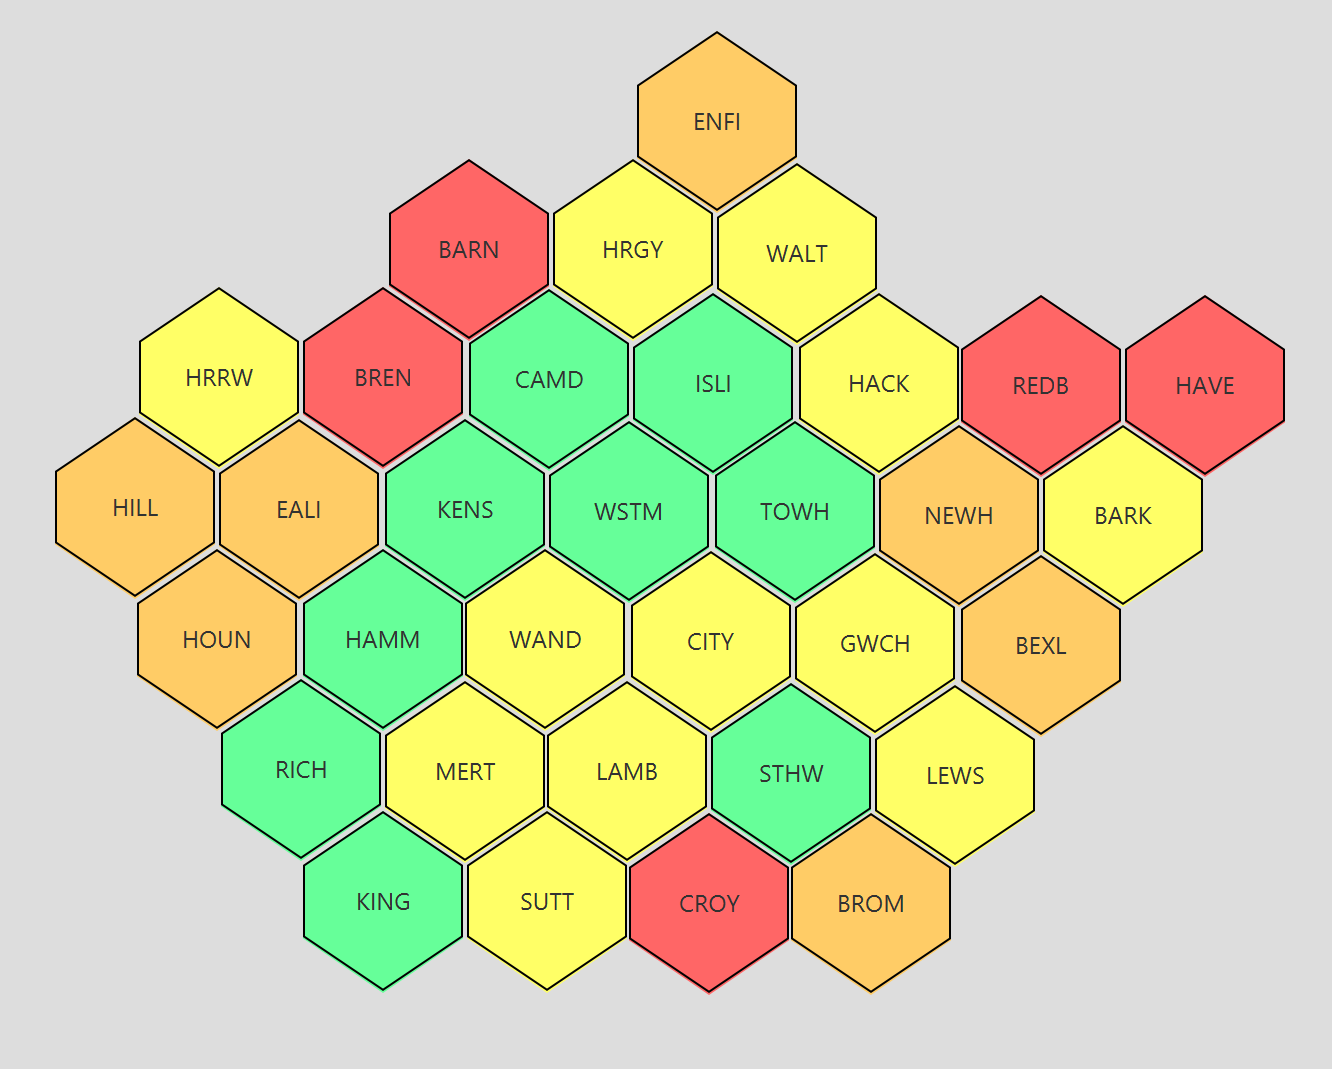 ENFI
BARN HRGY WALT
HRRW BREN CAMD ISLI HACK REDB HAVE
HILL EALI KENS WSTM TOWH NEWH BARK
HOUN HAMM WAND CITY GWCH BEXL
RICH MERT LAMB STHW LEWS
KING SUTT CROY BROM